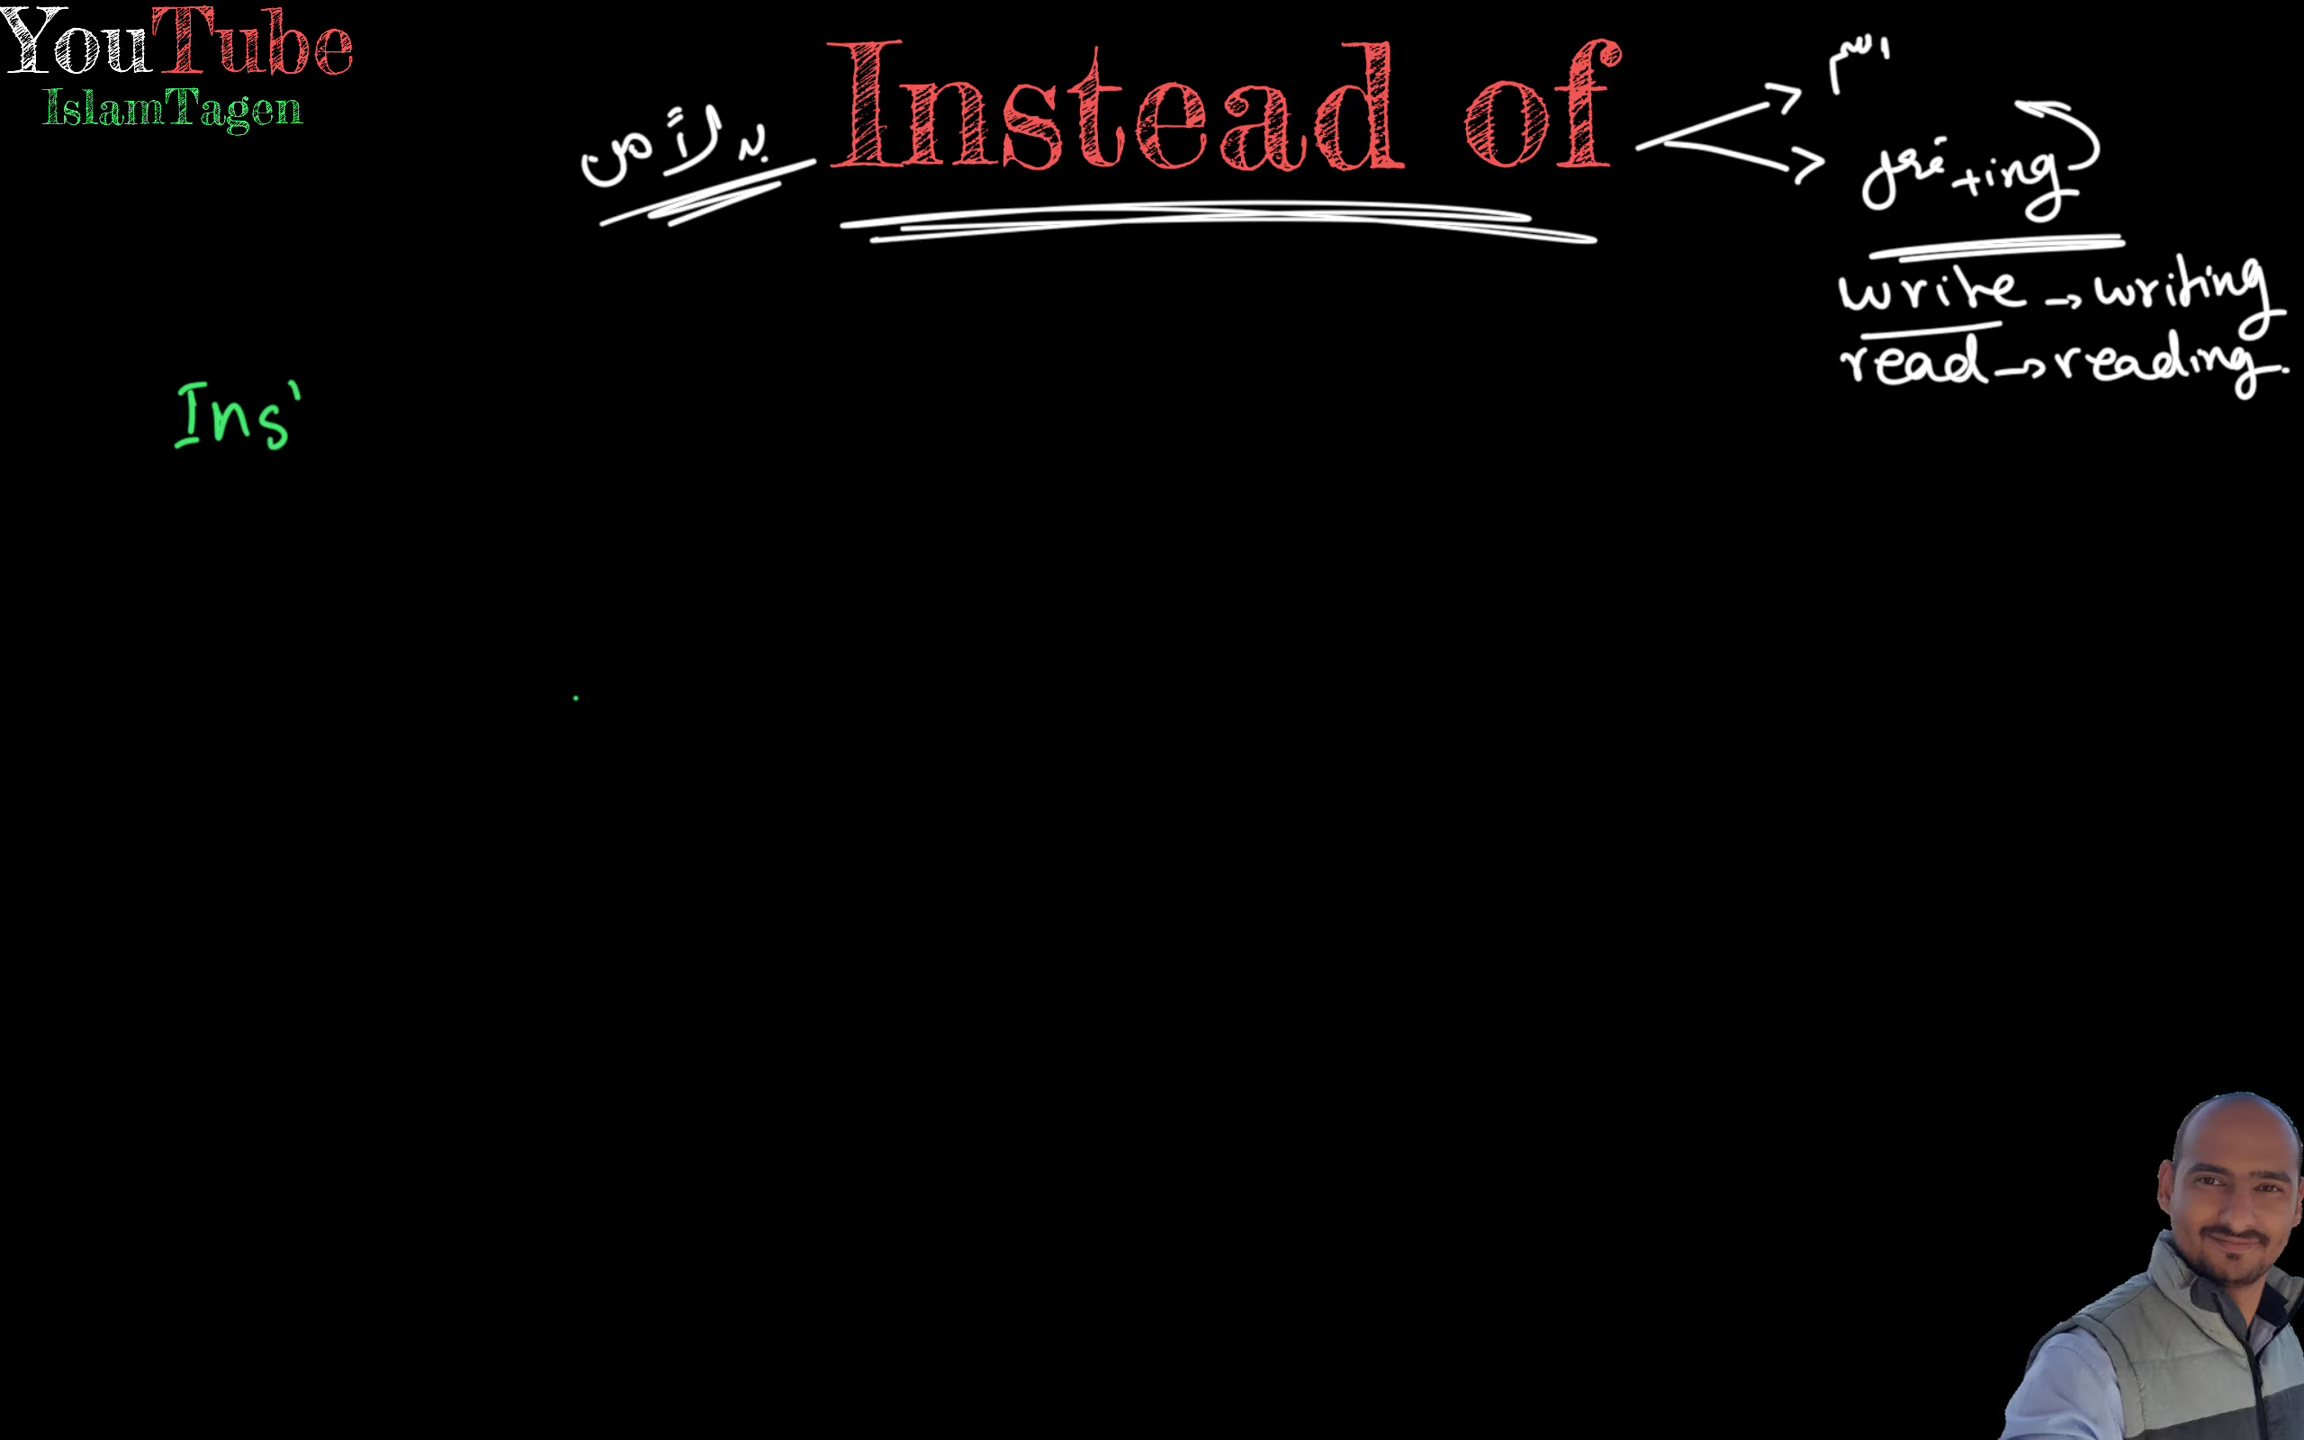 YouTube
IslamTagen
Instead of
بدلاً من
اسم
فعل +ing
write → writing
read → reading.
Ins'